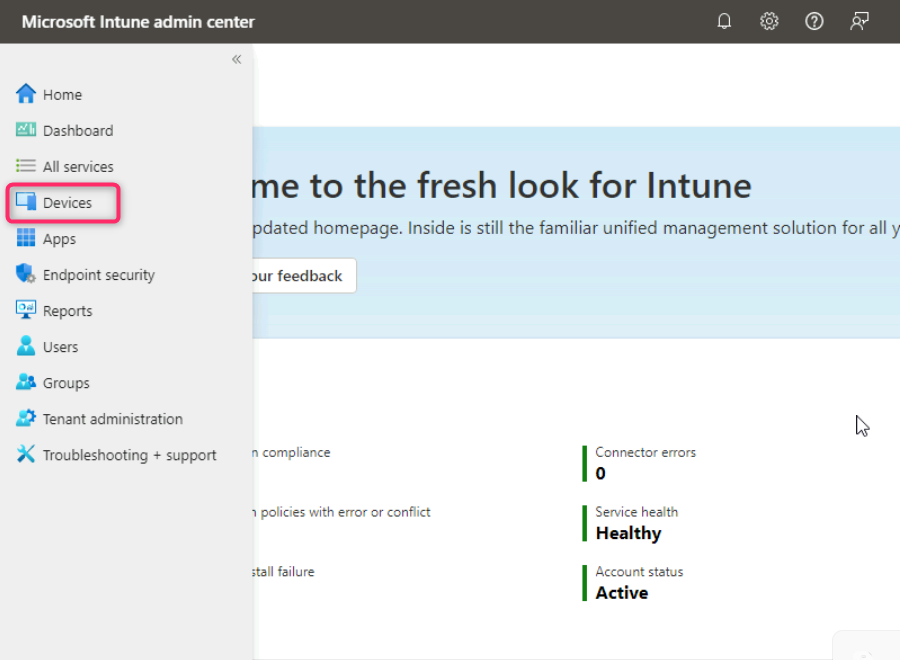 Microsoft Intune admin center
Home
Dashboard
All services
Devices
Apps
Endpoint security
Reports
Users
Groups
Tenant administration
Troubleshooting + support
me to the fresh look for Intune
pdated homepage. Inside is still the familiar unified management solution for all y
our feedback
n compliance
Connector errors
0
n policies with error or conflict
Service health
Healthy
stall failure
Account status
Active